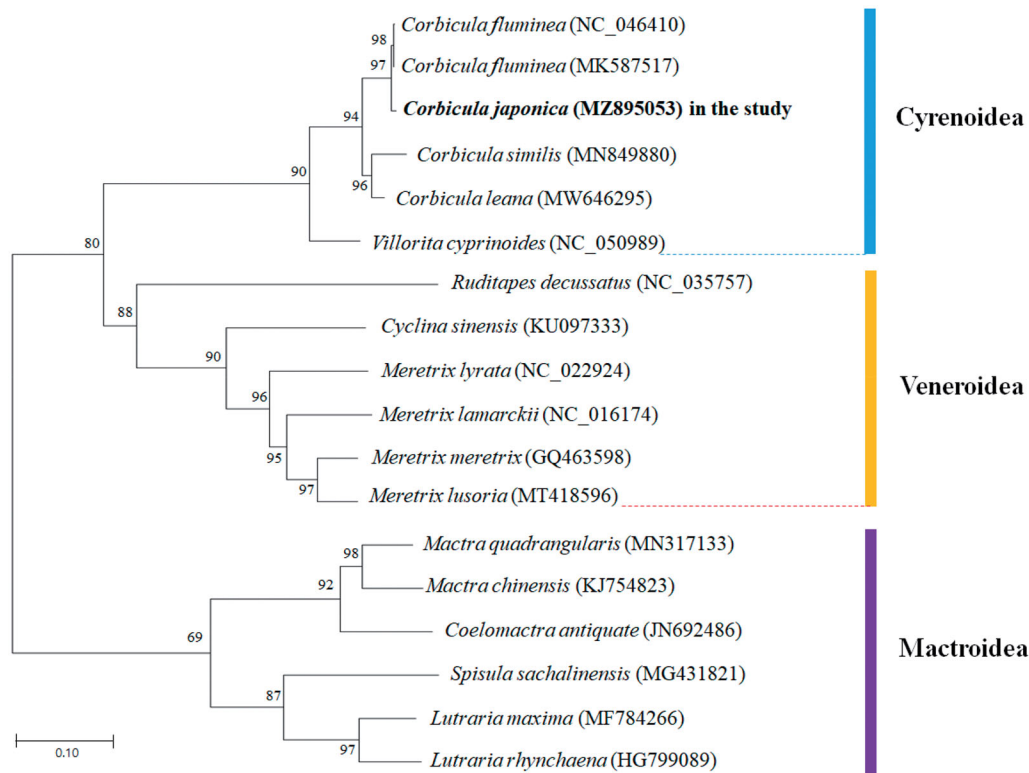 Corbicula fluminea (NC_046410)
98
Corbicula fluminea (MK587517)
97
Corbicula japonica (MZ895053) in the study
Cyrenoidea
94
Corbicula similis (MN849880)
90
96
Corbicula leana (MW646295)
Villorita cyprinoides (NC_050989)
80
Ruditapes decussatus (NC_035757)
88
Cyclina sinensis (KU097333)
90
Meretrix lyrata (NC_022924)
Veneroidea
96
Meretrix lamarckii (NC_016174)
95
Meretrix meretrix (GQ463598)
97
Meretrix lusoria (MT418596)
Mactra quadrangularis (MN317133)
98
92
Mactra chinensis (KJ754823)
Coelomactra antiquate (JN692486)
69
Mactroidea
Spisula sachalinensis (MG431821)
87
Lutraria maxima (MF784266)
97
Lutraria rhynchaena (HG799089)
0.10